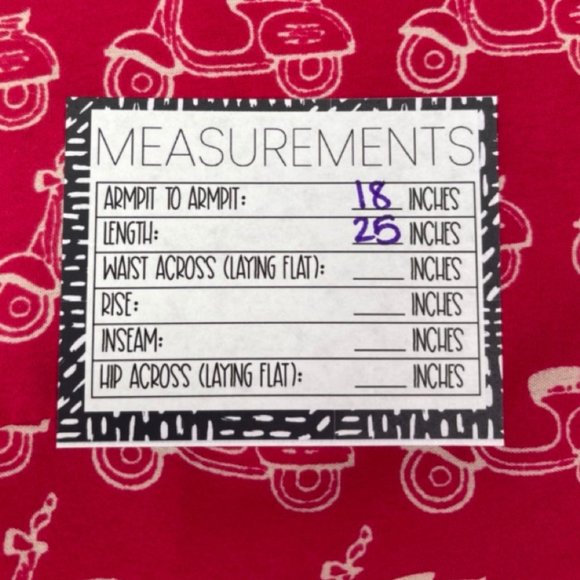 MEASUREMENTS
ARMPIT TO ARMPIT: 18 INCHES
LENGTH: 25 INCHES
WAIST ACROSS (LAYING FLAT): ____ INCHES
RISE: ____ INCHES
INSEAM: ____ INCHES
HIP ACROSS (LAYING FLAT): ____ INCHES